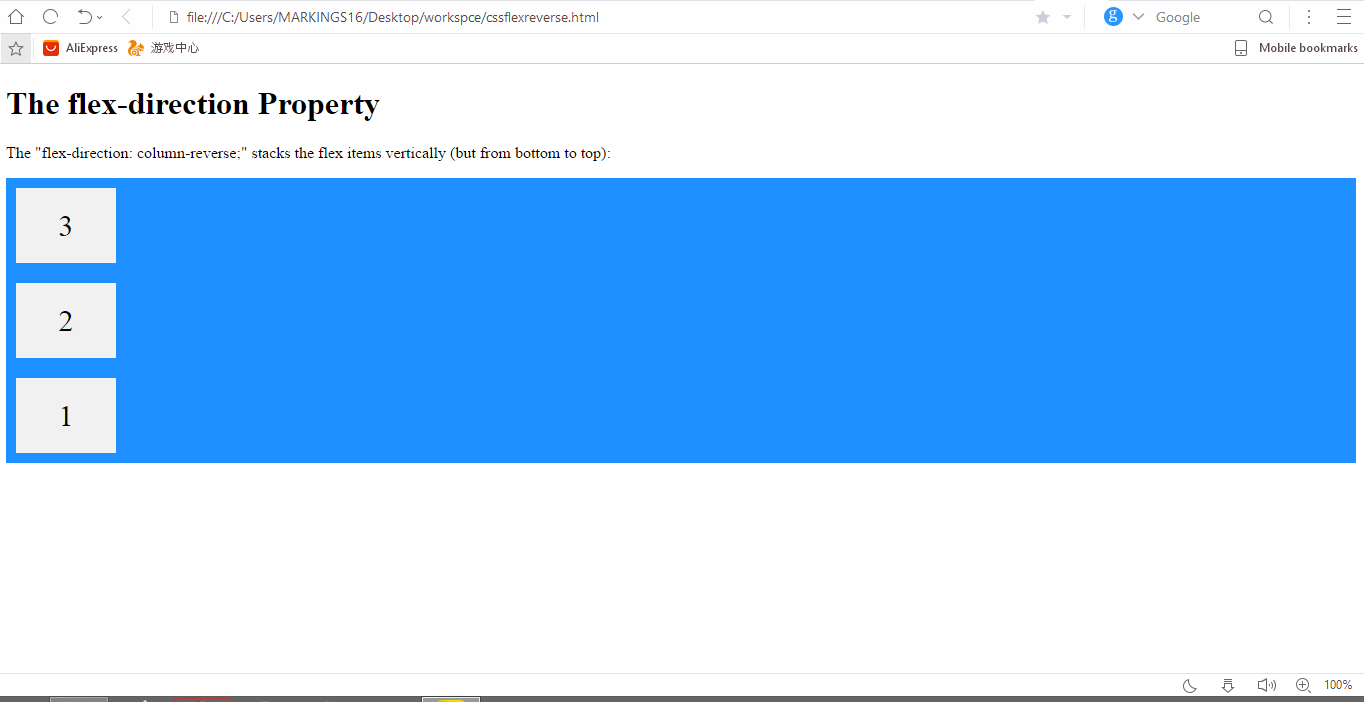 file:///C:/Users/MARKINGS16/Desktop/workspce/cssflexreverse.html
Google
AliExpress 游戏中心 Mobile bookmarks
The flex-direction Property
The "flex-direction: column-reverse;" stacks the flex items vertically (but from bottom to top):
3
2
1
100%